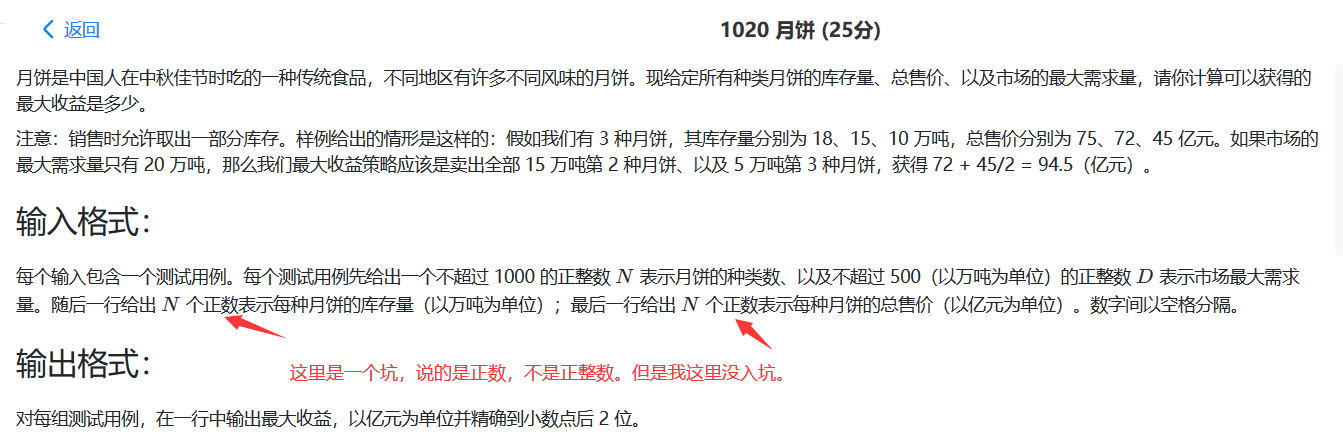 返回
1020 月饼 (25分)
月饼是中国人在中秋佳节时吃的一种传统食品，不同地区有许多不同风味的月饼。现给定所有种类月饼的库存量、总售价、以及市场的最大需求量，请你计算可以获得的
最大收益是多少。
注意：销售时允许取出一部分库存。样例给出的情形是这样的：假如我们有 3 种月饼，其库存量分别为 18、15、10 万吨，总售价分别为 75、72、45 亿元。如果市场的
最大需求量只有 20 万吨，那么我们最大收益策略应该是卖出全部 15 万吨第 2 种月饼、以及 5 万吨第 3 种月饼，获得 72 + 45/2 = 94.5（亿元）。
输入格式：
每个输入包含一个测试用例。每个测试用例先给出一个不超过 1000 的正整数 N 表示月饼的种类数、以及不超过 500（以万吨为单位）的正整数 D 表示市场最大需求
量。随后一行给出 N 个正数表示每种月饼的库存量（以万吨为单位）；最后一行给出 N 个正数表示每种月饼的总售价（以亿元为单位）。数字间以空格分隔。
这里是一个坑，说的是正数，不是正整数。但是我这里没入坑。
输出格式：
对每组测试用例，在一行中输出最大收益，以亿元为单位并精确到小数点后 2 位。